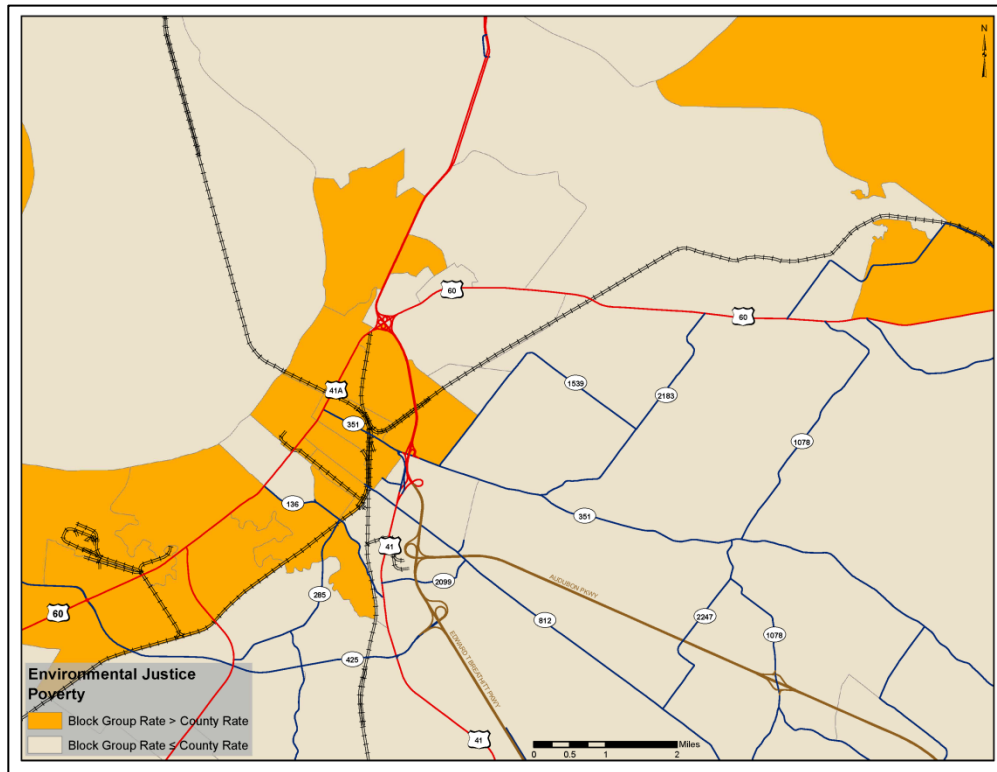 N
60
60
41A
1539
2183
351
1078
136
351
41
AUDUBON PKWY
2099
285
812
2247
60
1078
425
EDWARD T BREATHITT PKWY
Environmental Justice
Poverty
Block Group Rate > County Rate
Block Group Rate ≤ County Rate
41
Miles
0 0.5 1 2